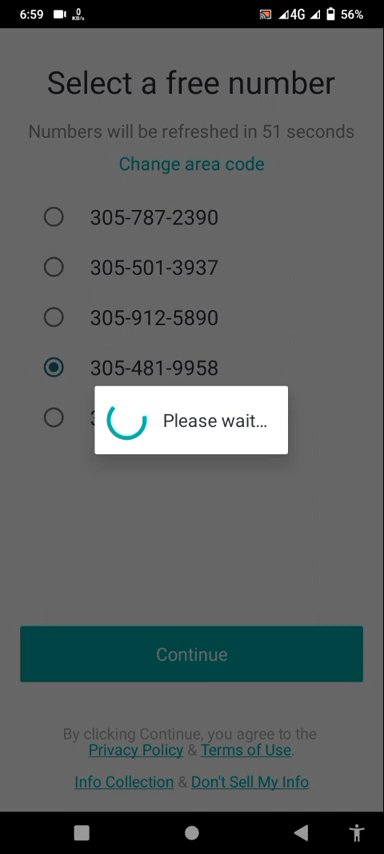 6:59 0 KB/s 4G 56%
Select a free number
Numbers will be refreshed in 51 seconds
Change area code
305-787-2390
305-501-3937
305-912-5890
305-481-9958
Please wait...
Continue
By clicking Continue, you agree to the
Privacy Policy & Terms of Use.
Info Collection & Don't Sell My Info